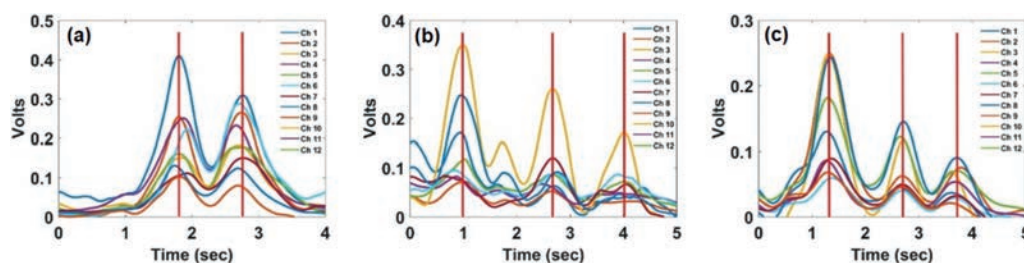 (a)
0.5
0.4
0.3
0.2
0.1
0
Volts
0 1 2 3 4
Time (sec)
Ch 1
Ch 2
Ch 3
Ch 4
Ch 5
Ch 6
Ch 7
Ch 8
Ch 9
Ch 10
Ch 11
Ch 12
(b)
0.4
0.3
0.2
0.1
0
Volts
0 1 2 3 4 5
Time (sec)
Ch 1
Ch 2
Ch 3
Ch 4
Ch 5
Ch 6
Ch 7
Ch 8
Ch 9
Ch 10
Ch 11
Ch 12
(c)
0.3
0.2
0.1
0
Volts
0 1 2 3 4 5
Time (sec)
Ch 1
Ch 2
Ch 3
Ch 4
Ch 5
Ch 6
Ch 7
Ch 8
Ch 9
Ch 10
Ch 11
Ch 12